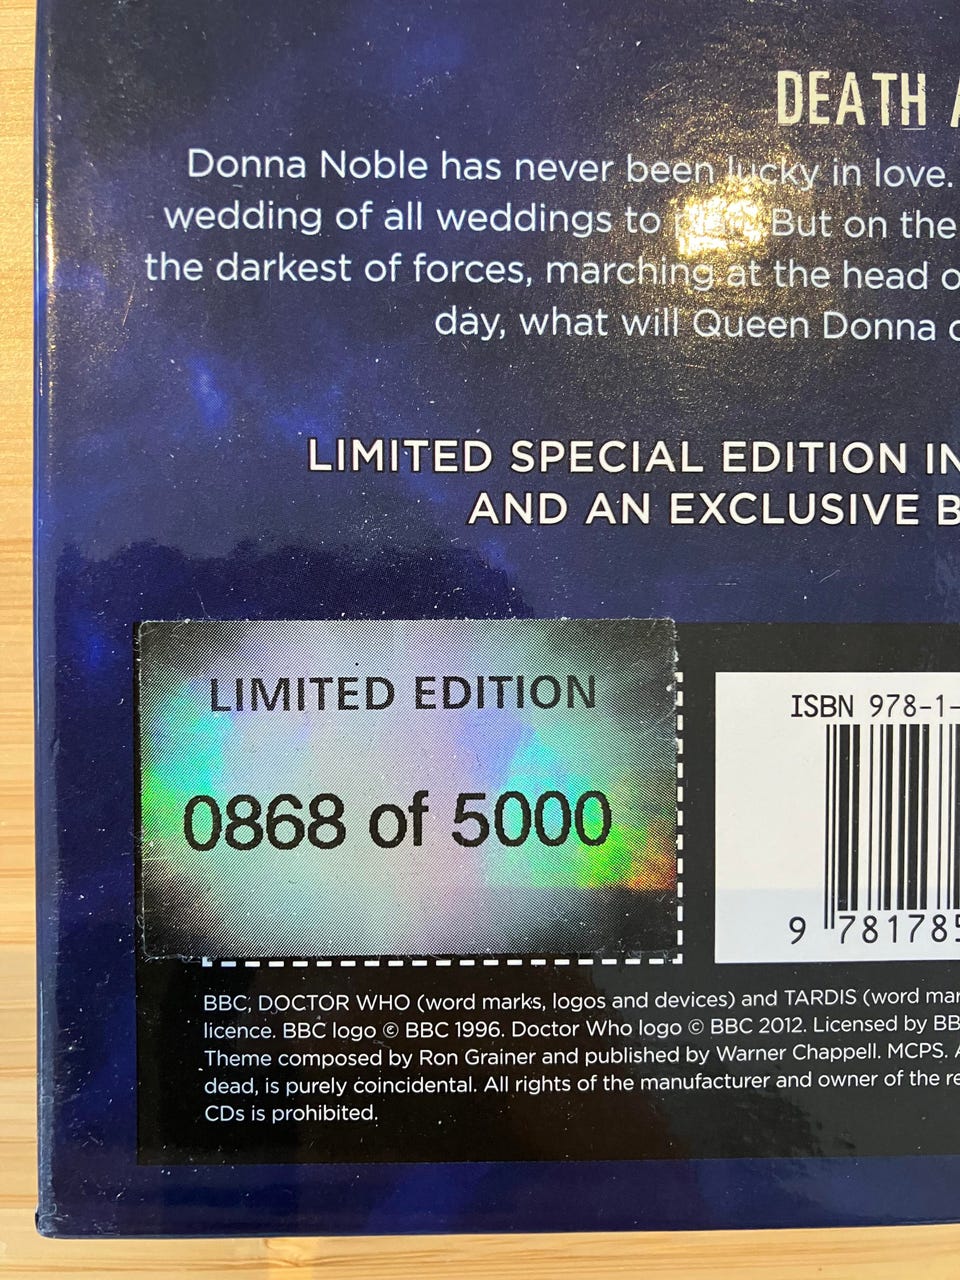 DEATH A
Donna Noble has never been lucky in love.
wedding of all weddings to plan. But on the
the darkest of forces, marching at the head o
day, what will Queen Donna
LIMITED SPECIAL EDITION IN
AND AN EXCLUSIVE B
LIMITED EDITION
0868 of 5000
ISBN 978-1-
9 78178
BBC, DOCTOR WHO (word marks, logos and devices) and TARDIS (word mar
licence. BBC logo © BBC 1996. Doctor Who logo © BBC 2012. Licensed by BB
Theme composed by Ron Grainer and published by Warner Chappell. MCPS. A
dead, is purely coincidental. All rights of the manufacturer and owner of the re
CDs is prohibited.